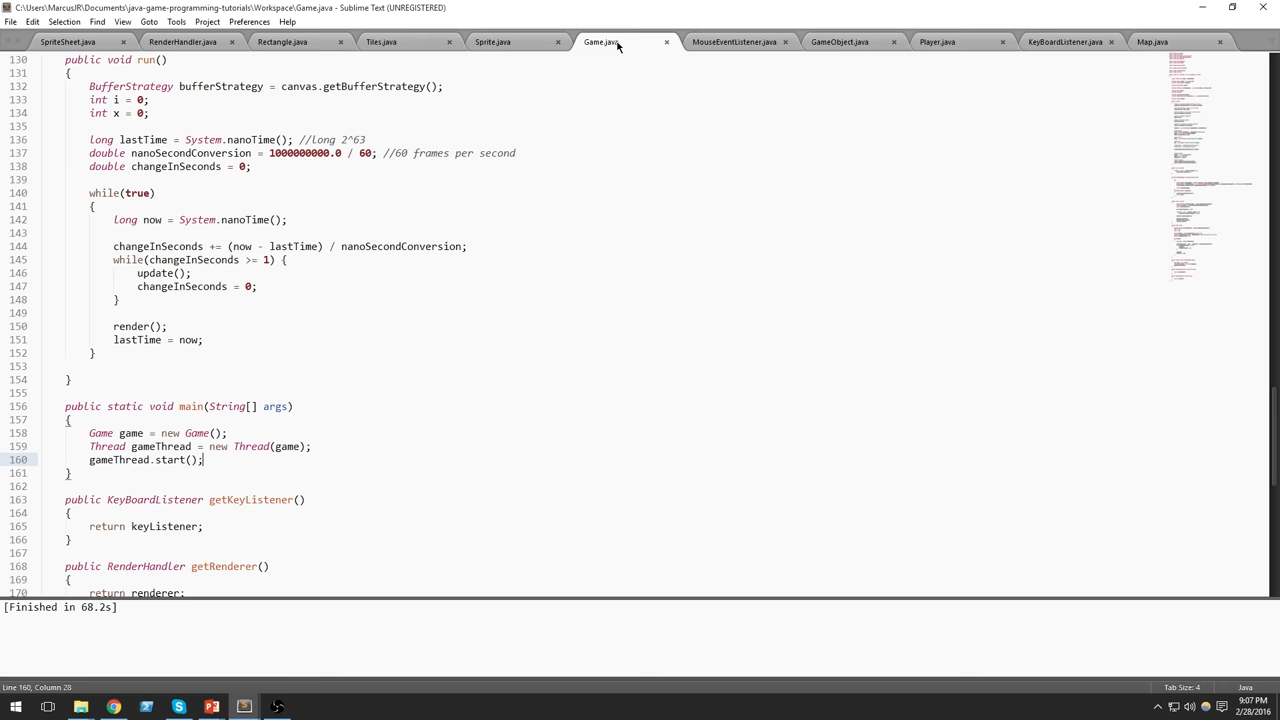 C:\Users\MarcusJR\Documents\java-game-programming-tutorials\Workspace\Game.java - Sublime Text (UNREGISTERED)
File Edit Selection Find View Goto Tools Project Preferences Help
SpriteSheet.java RenderHandler.java Rectangle.java Tiles.java Sprite.java Game.java MouseEventListener.java GameObject.java Player.java KeyBoardListener.java Map.java
130 public void run()
131 {
132 BufferStrategy bufferStrategy = canvas.getBufferStrategy();
133 int i = 0;
134 int x = 0;
135
136 long lastTime = System.nanoTime(); //long 2^63
137 double nanoSecondConversion = 1000000000.0 / 60; //60 frames per second
138 double changeInSeconds = 0;
139
140 while(true)
141 {
142 long now = System.nanoTime();
143
144 changeInSeconds += (now - lastTime) / nanoSecondConversion;
145 while(changeInSeconds >= 1) {
146 update();
147 changeInSeconds = 0;
148 }
149
150 render();
151 lastTime = now;
152 }
153
154 }
155
156 public static void main(String[] args)
157 {
158 Game game = new Game();
159 Thread gameThread = new Thread(game);
160 gameThread.start();
161 }
162
163 public KeyBoardListener getKeyListener()
164 {
165 return keyListener;
166 }
167
168 public RenderHandler getRenderer()
169 {
170 return renderer;
[Finished in 68.2s]
Line 160, Column 28 Tab Size: 4 Java
9:07 PM
2/28/2016